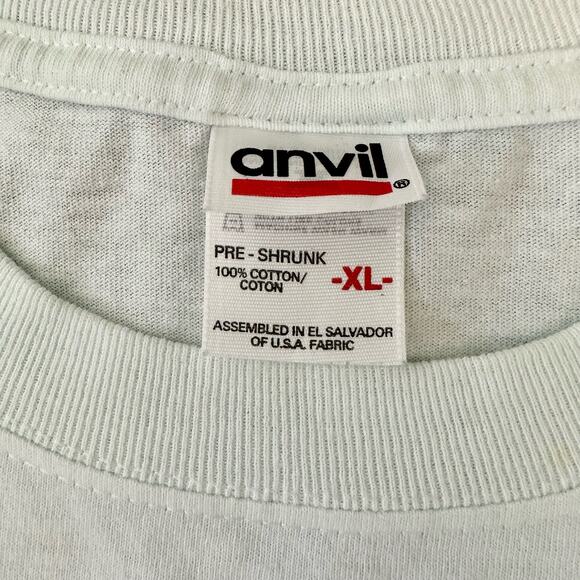 anvil®
PRE - SHRUNK
100% COTTON/
COTON
-XL-
ASSEMBLED IN EL SALVADOR
OF U.S.A. FABRIC